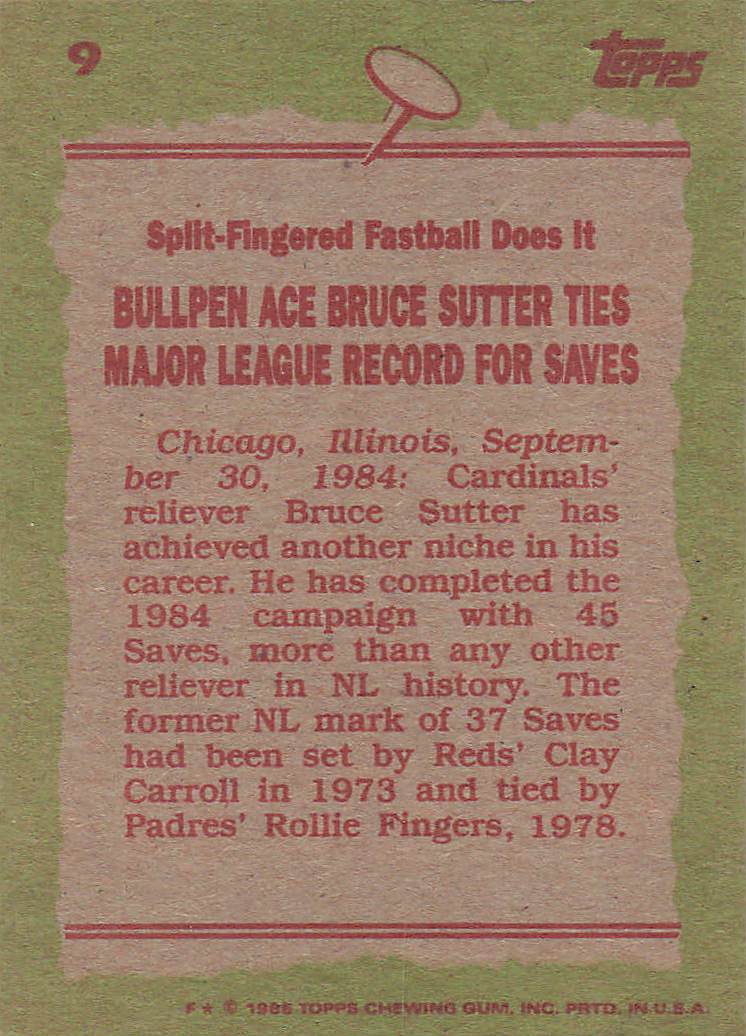 9
TOPPS
Split-Fingered Fastball Does It
BULLPEN ACE BRUCE SUTTER TIES
MAJOR LEAGUE RECORD FOR SAVES
Chicago, Illinois, Septem-
ber 30, 1984: Cardinals'
reliever Bruce Sutter has
achieved another niche in his
career. He has completed the
1984 campaign with 45
Saves, more than any other
reliever in NL history. The
former NL mark of 37 Saves
had been set by Reds' Clay
Carroll in 1973 and tied by
Padres' Rollie Fingers, 1978.
F★ © 1985 TOPPS CHEWING GUM, INC. PRTD. IN U.S.A.